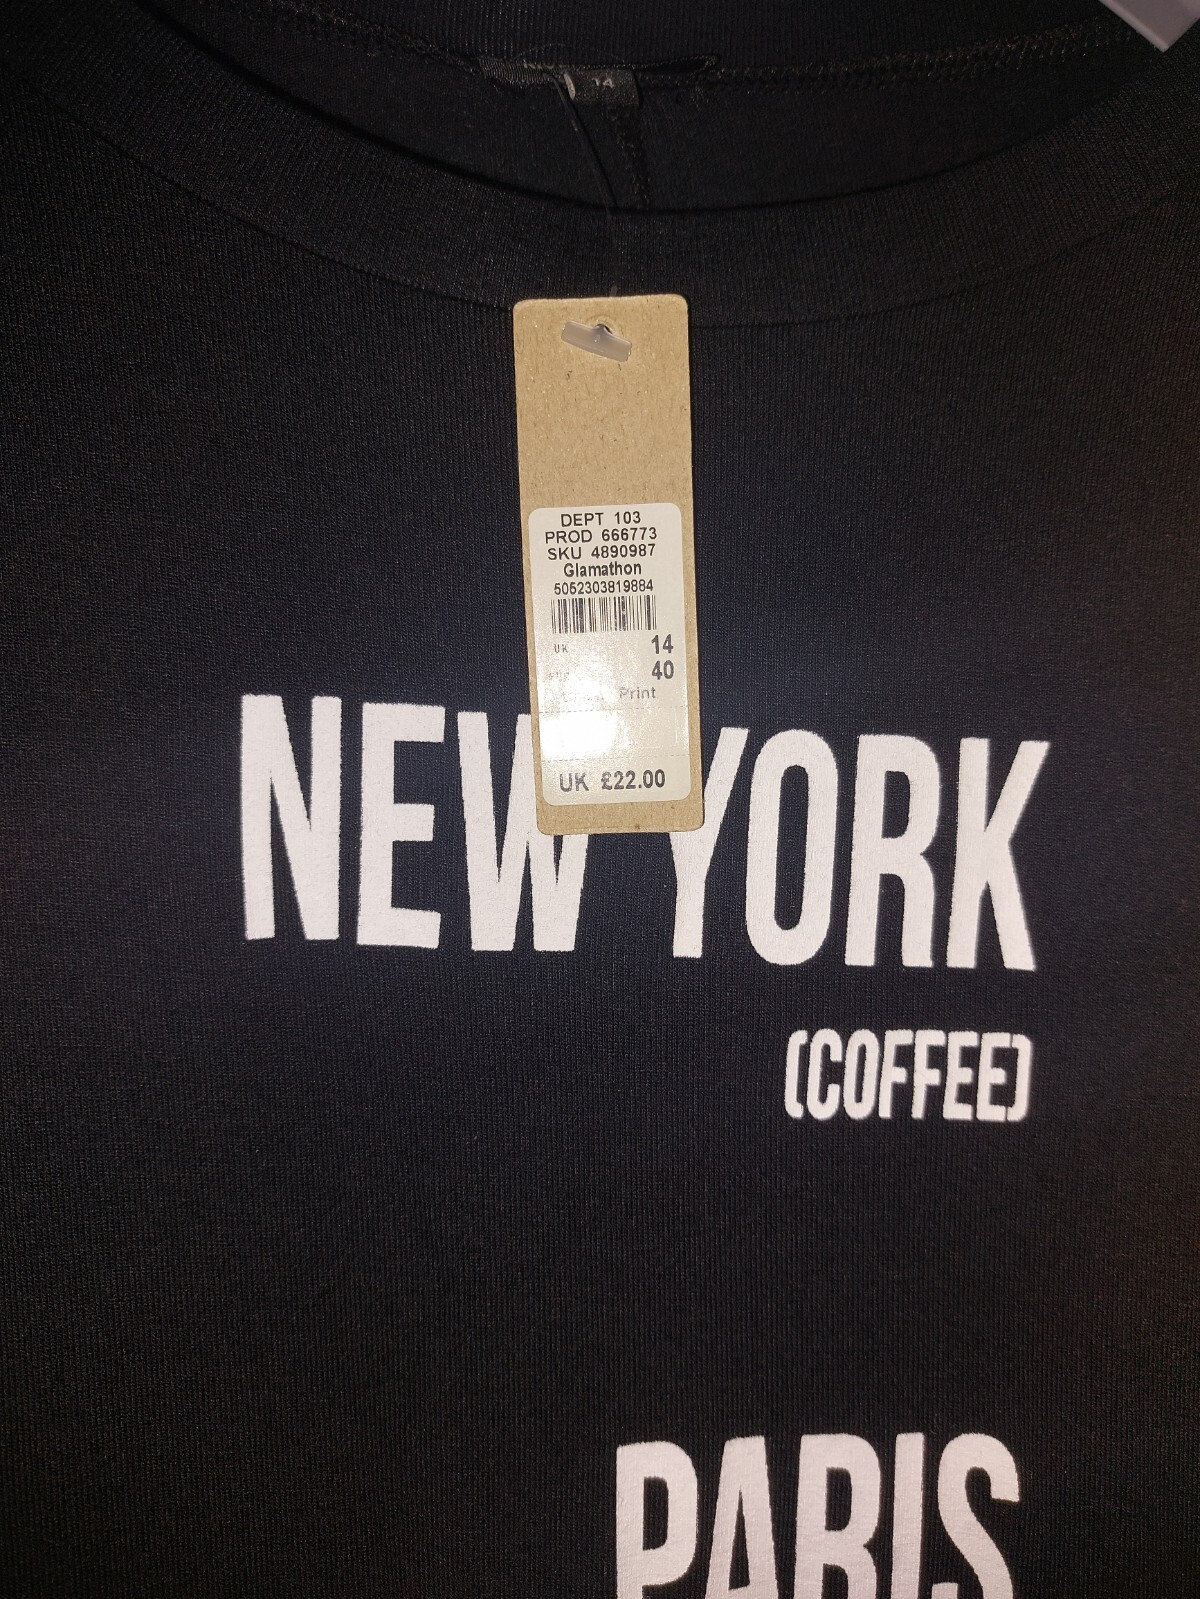 14
DEPT 103
PROD 666773
SKU 4890987
Glamathon
5052303819884
UK 14
40
Print
UK £22.00
NEW YORK
(COFFEE)
PARIS